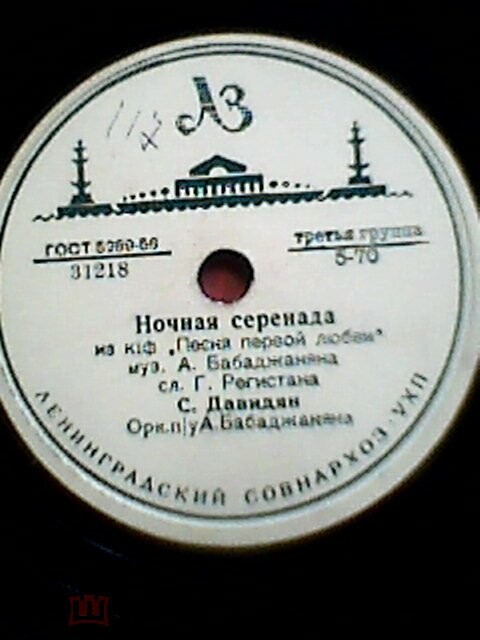 АЗ
ГОСТ 5289-56
31218
третья группа
5-70
Ночная серенада
из к|ф „Песня первой любви"
муз. А. Бабаджаняна
сл. Г. Регистана
С. Давидян
Орк.п|у А. Бабаджаняна
ЛЕНИНГРАДСКИЙ СОВНАРХОЗ·УХП